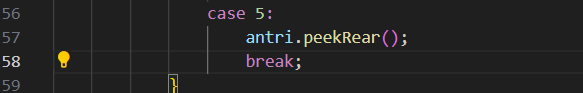 56 case 5:
57 antri.peekRear();
58 break;
59 }